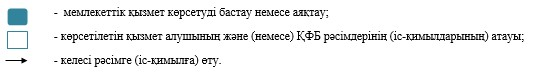 - мемлекеттік қызмет көрсетуді бастау немесе аяқтау;
- көрсетілетін қызмет алушының және (немесе) ҚФБ рәсімдерінің (іс-қимылдарының) атауы;
- келесі рәсімге (іс-қимылға) өту.